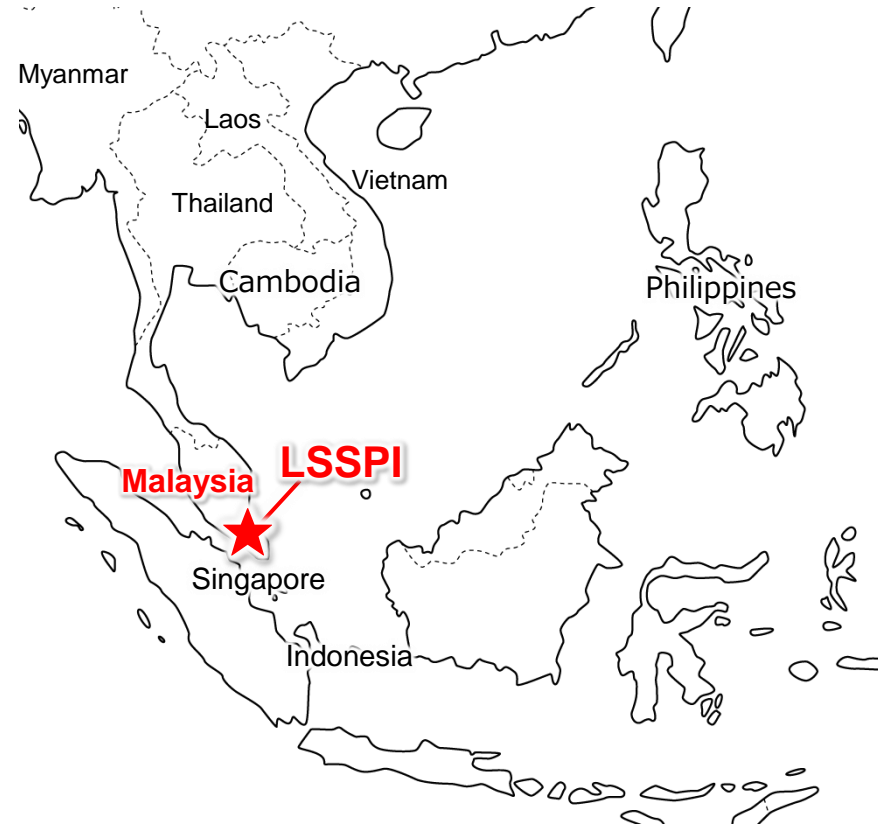 Myanmar
Laos
Vietnam
Thailand
Cambodia
Philippines
LSSPI
Malaysia
Singapore
Indonesia